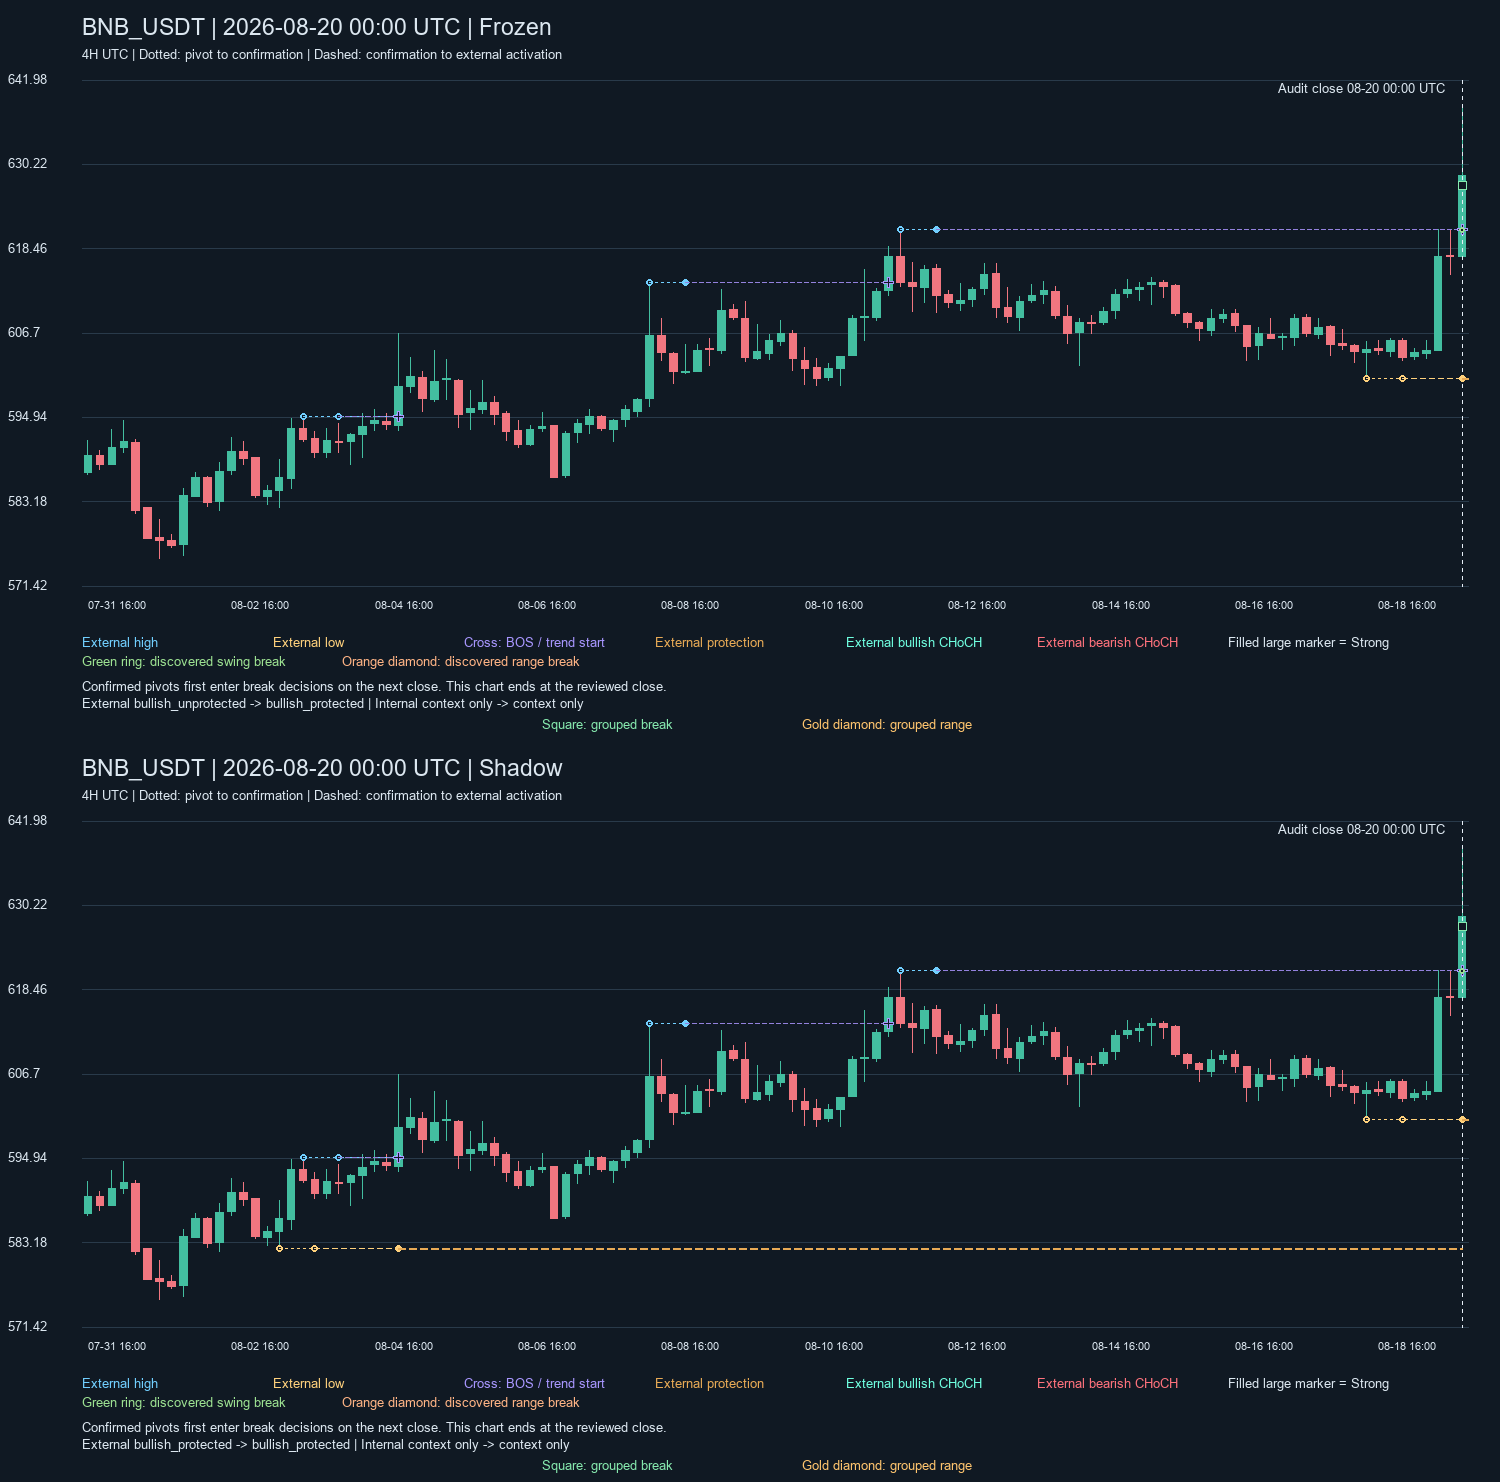 BNB_USDT | 2026-08-20 00:00 UTC | Frozen
4H UTC | Dotted: pivot to confirmation | Dashed: confirmation to external activation
641.98
Audit close 08-20 00:00 UTC
630.22
618.46
606.7
594.94
583.18
571.42
07-31 16:00 08-02 16:00 08-04 16:00 08-06 16:00 08-08 16:00 08-10 16:00 08-12 16:00 08-14 16:00 08-16 16:00 08-18 16:00
External high External low Cross: BOS / trend start External protection External bullish CHoCH External bearish CHoCH Filled large marker = Strong
Green ring: discovered swing break Orange diamond: discovered range break
Confirmed pivots first enter break decisions on the next close. This chart ends at the reviewed close.
External bullish_unprotected -> bullish_protected | Internal context only -> context only
Square: grouped break Gold diamond: grouped range
BNB_USDT | 2026-08-20 00:00 UTC | Shadow
4H UTC | Dotted: pivot to confirmation | Dashed: confirmation to external activation
641.98
Audit close 08-20 00:00 UTC
630.22
618.46
606.7
594.94
583.18
571.42
07-31 16:00 08-02 16:00 08-04 16:00 08-06 16:00 08-08 16:00 08-10 16:00 08-12 16:00 08-14 16:00 08-16 16:00 08-18 16:00
External high External low Cross: BOS / trend start External protection External bullish CHoCH External bearish CHoCH Filled large marker = Strong
Green ring: discovered swing break Orange diamond: discovered range break
Confirmed pivots first enter break decisions on the next close. This chart ends at the reviewed close.
External bullish_protected -> bullish_protected | Internal context only -> context only
Square: grouped break Gold diamond: grouped range